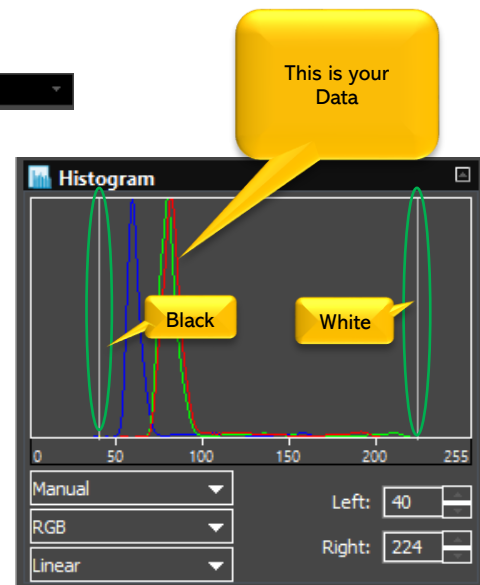 This is your
Data
Histogram
Black
White
0 50 100 150 200 255
Manual
Left: 40
RGB
Right: 224
Linear